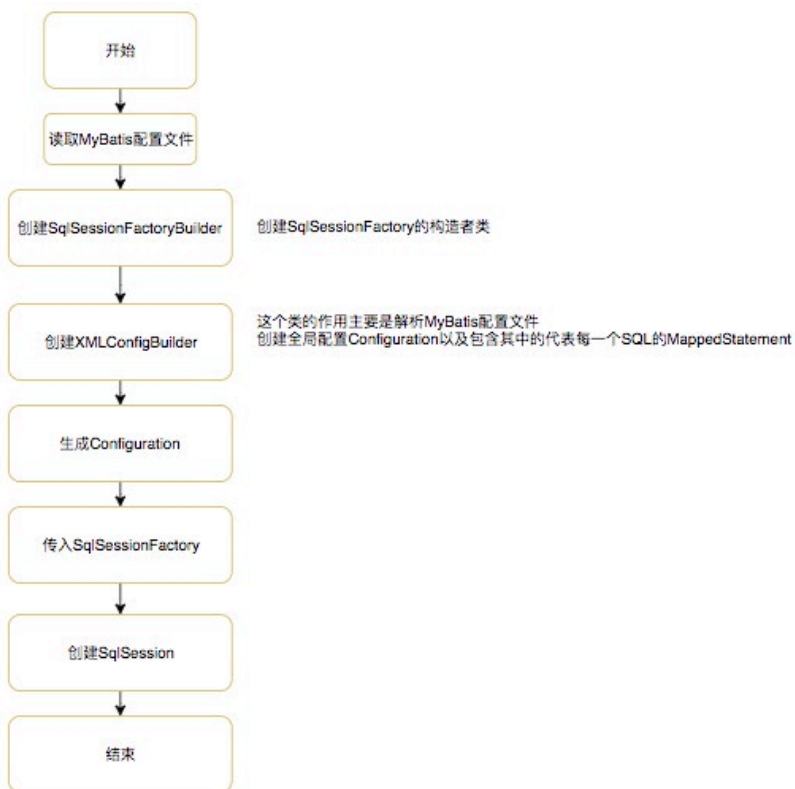 开始
读取MyBatis配置文件
创建SqlSessionFactoryBuilder
创建SqlSessionFactory的构造者类
创建XMLConfigBuilder
这个类的作用主要是解析MyBatis配置文件
创建全局配置Configuration以及包含其中的代表每一个SQL的MappedStatement
生成Configuration
传入SqlSessionFactory
创建SqlSession
结束